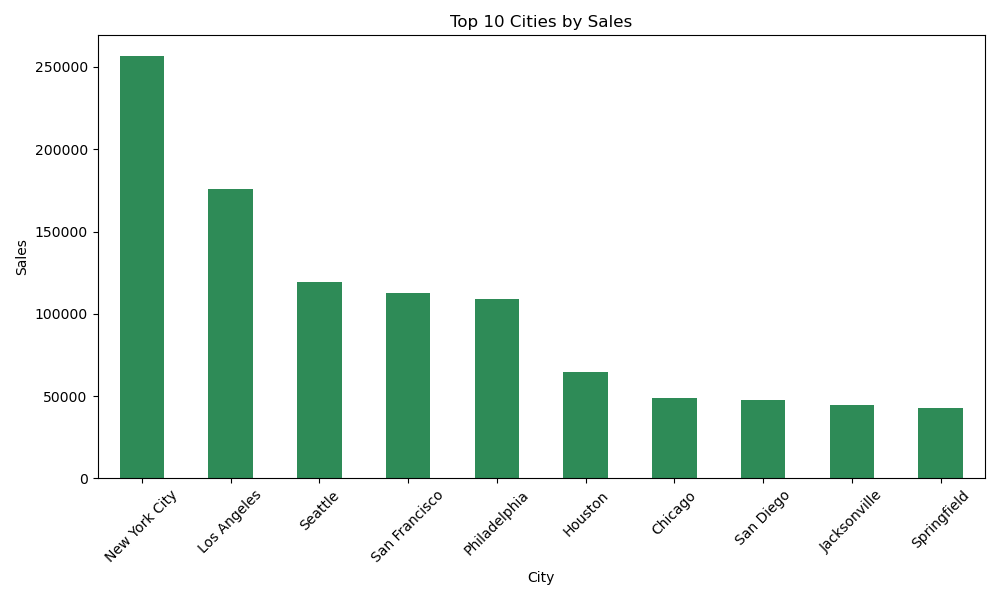 Top 10 Cities by Sales
Sales
250000
200000
150000
100000
50000
0
New York City
Los Angeles
Seattle
San Francisco
Philadelphia
Houston
Chicago
San Diego
Jacksonville
Springfield
City